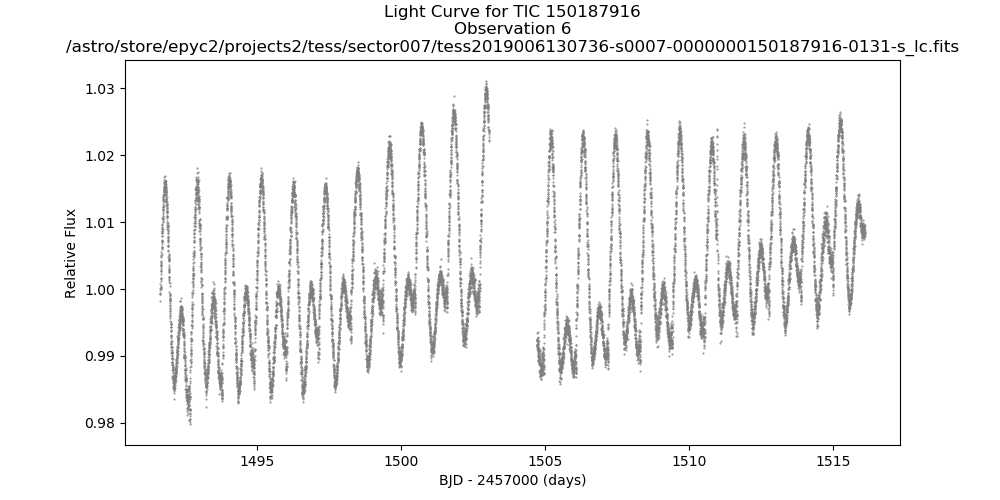 Light Curve for TIC 150187916
Observation 6
/astro/store/epyc2/projects2/tess/sector007/tess2019006130736-s0007-0000000150187916-0131-s_lc.fits
1.03
1.02
1.01
1.00
0.99
0.98
Relative Flux
1495
1500
1505
1510
1515
BJD - 2457000 (days)